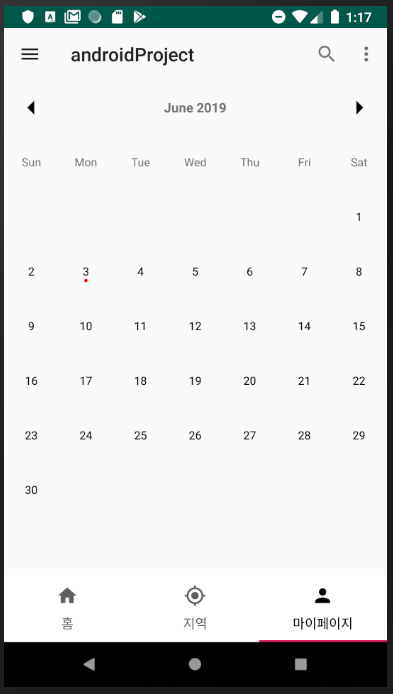 1:17
androidProject
June 2019
Sun Mon Tue Wed Thu Fri Sat
1
2 3 4 5 6 7 8
9 10 11 12 13 14 15
16 17 18 19 20 21 22
23 24 25 26 27 28 29
30
홈 지역 마이페이지